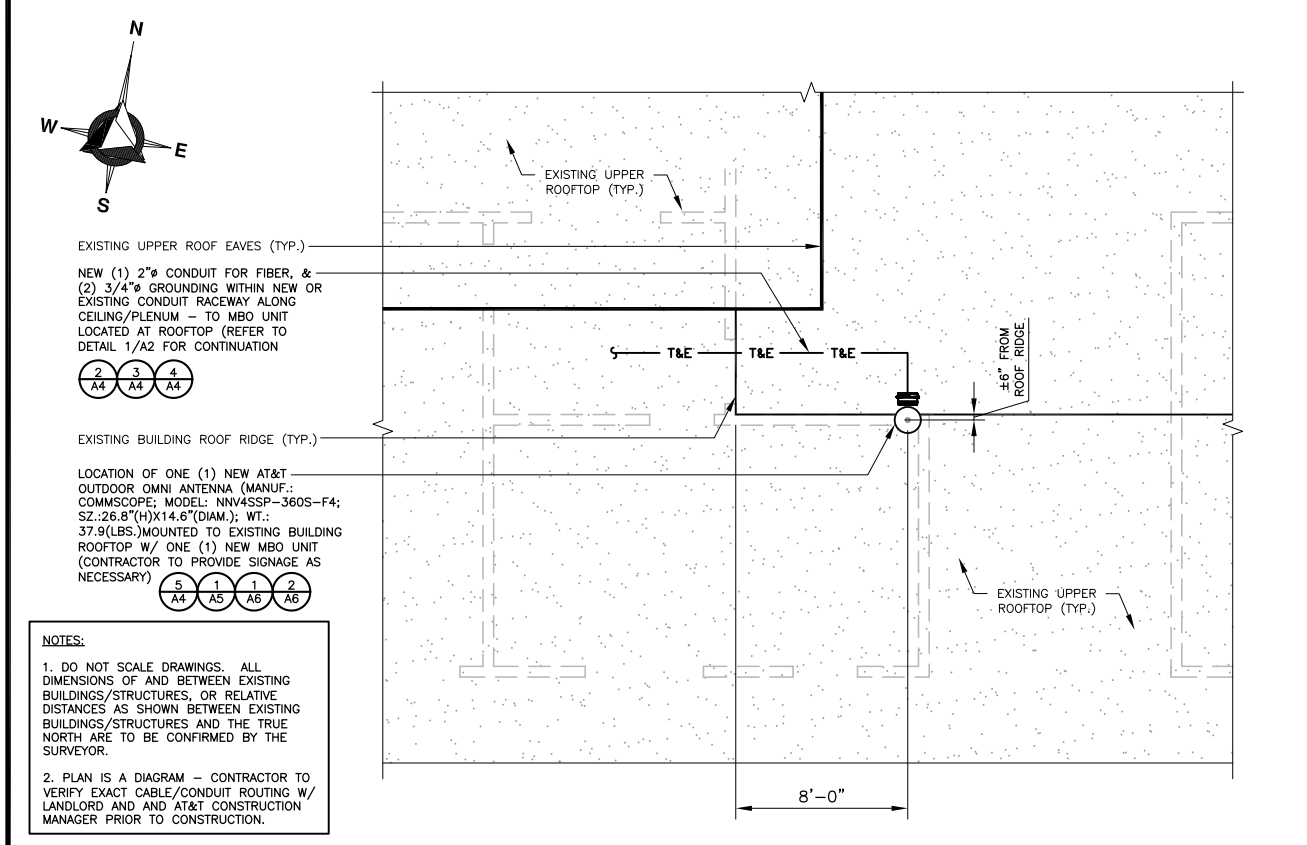 N
W
E
S
EXISTING UPPER
ROOFTOP (TYP.)
EXISTING UPPER ROOF EAVES (TYP.)
NEW (1) 2"ø CONDUIT FOR FIBER, &
(2) 3/4"ø GROUNDING WITHIN NEW OR
EXISTING CONDUIT RACEWAY ALONG
CEILING/PLENUM – TO MBO UNIT
LOCATED AT ROOFTOP (REFER TO
DETAIL 1/A2 FOR CONTINUATION
2 3 4
A4 A4 A4
T&E T&E T&E
±6" FROM
ROOF RIDGE
EXISTING BUILDING ROOF RIDGE (TYP.)
LOCATION OF ONE (1) NEW AT&T
OUTDOOR OMNI ANTENNA (MANUF.:
COMMSCOPE; MODEL: NNV4SSP-360S-F4;
SZ.:26.8"(H)X14.6"(DIAM.); WT.:
37.9(LBS.)MOUNTED TO EXISTING BUILDING
ROOFTOP W/ ONE (1) NEW MBO UNIT
(CONTRACTOR TO PROVIDE SIGNAGE AS
NECESSARY)
5 1 1 2
A4 A5 A6 A6
EXISTING UPPER
ROOFTOP (TYP.)
NOTES:
1. DO NOT SCALE DRAWINGS. ALL
DIMENSIONS OF AND BETWEEN EXISTING
BUILDINGS/STRUCTURES, OR RELATIVE
DISTANCES AS SHOWN BETWEEN EXISTING
BUILDINGS/STRUCTURES AND THE TRUE
NORTH ARE TO BE CONFIRMED BY THE
SURVEYOR.
2. PLAN IS A DIAGRAM – CONTRACTOR TO
VERIFY EXACT CABLE/CONDUIT ROUTING W/
LANDLORD AND AND AT&T CONSTRUCTION
MANAGER PRIOR TO CONSTRUCTION.
8'-0"